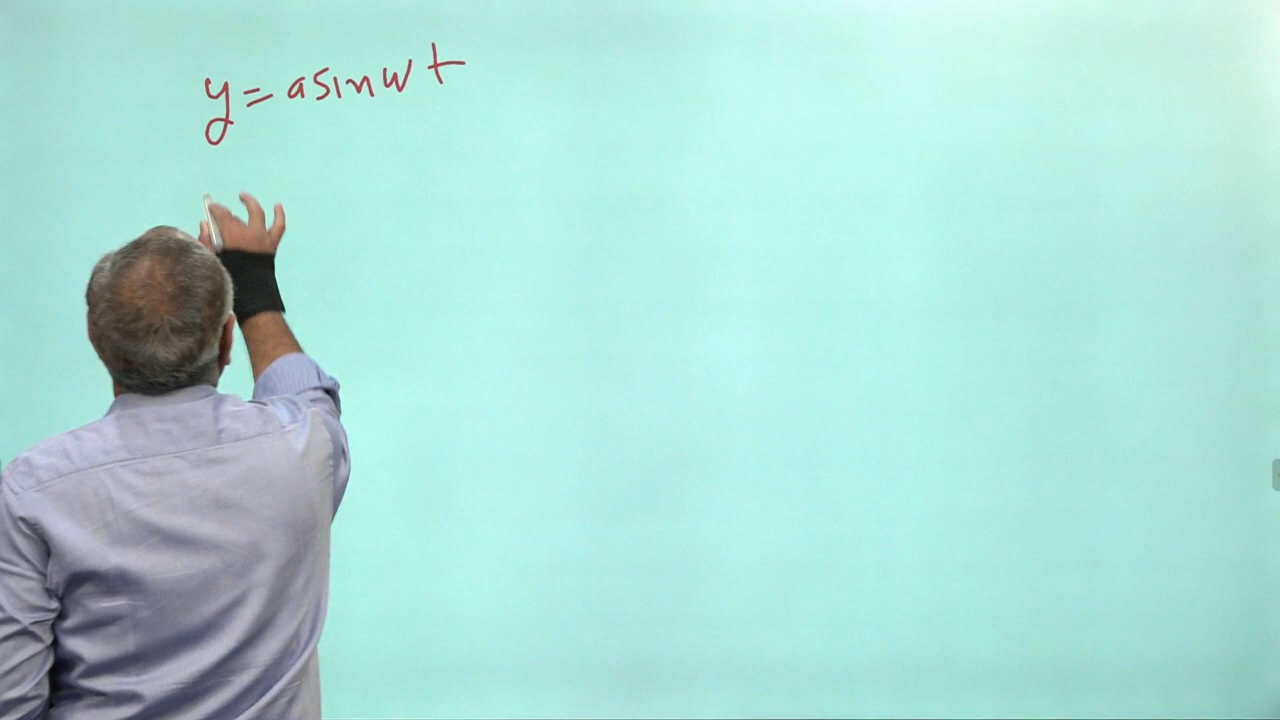 y = a sin w t